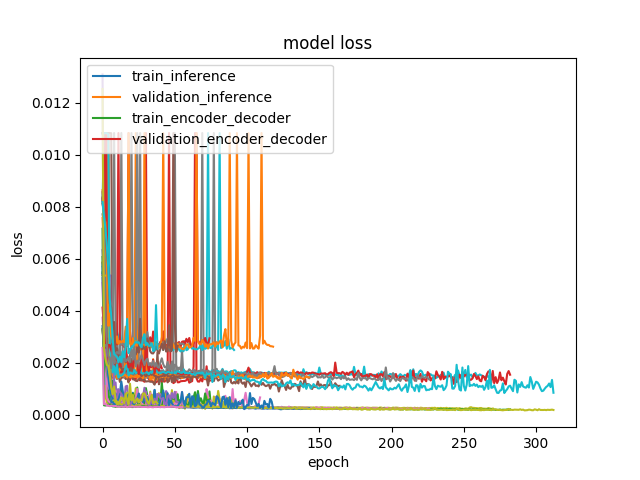 model loss
train_inference
validation_inference
train_encoder_decoder
validation_encoder_decoder
0.012
0.010
0.008
0.006
0.004
0.002
0.000
loss
0 50 100 150 200 250 300
epoch